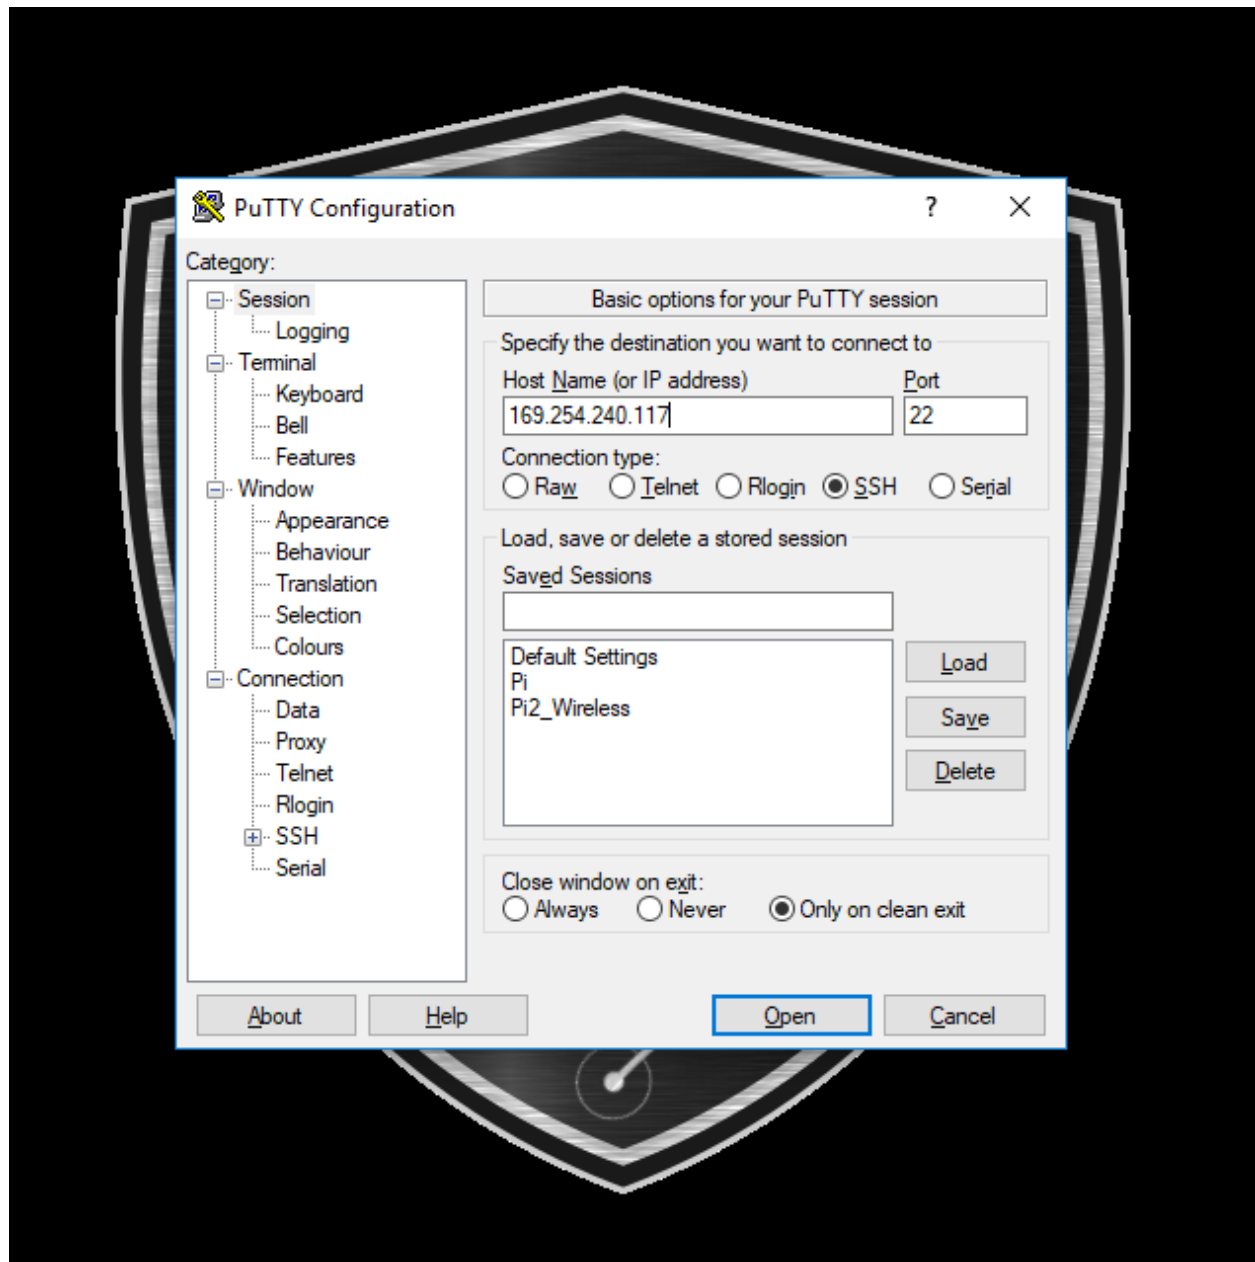 PuTTY Configuration
?
Category:
Session
Logging
Terminal
Keyboard
Bell
Features
Window
Appearance
Behaviour
Translation
Selection
Colours
Connection
Data
Proxy
Telnet
Rlogin
SSH
Serial
Basic options for your PuTTY session
Specify the destination you want to connect to
Host Name (or IP address) Port
169.254.240.117 22
Connection type:
Raw Telnet Rlogin SSH Serial
Load, save or delete a stored session
Saved Sessions
Default Settings
Pi
Pi2_Wireless
Load
Save
Delete
Close window on exit:
Always Never Only on clean exit
About Help Open Cancel